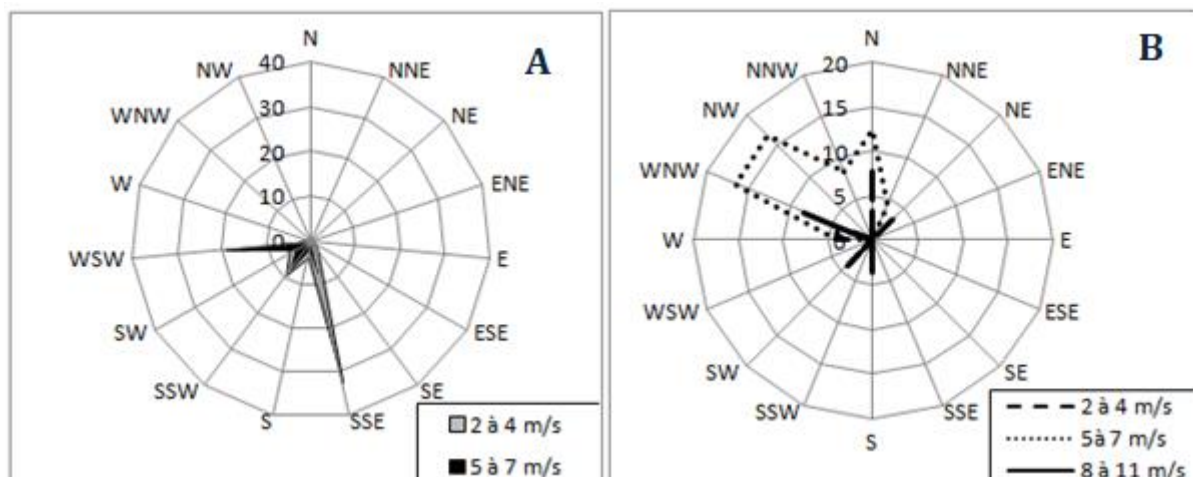 A
N
NNE
NE
ENE
E
ESE
SE
SSE
S
SSW
SW
WSW
W
WNW
NW
40
30
20
10
0
2 à 4 m/s
5 à 7 m/s
B
N
NNE
NE
ENE
E
ESE
SE
SSE
S
SSW
SW
WSW
W
WNW
NW
NNW
20
15
10
5
0
2 à 4 m/s
5à 7 m/s
8 à 11 m/s